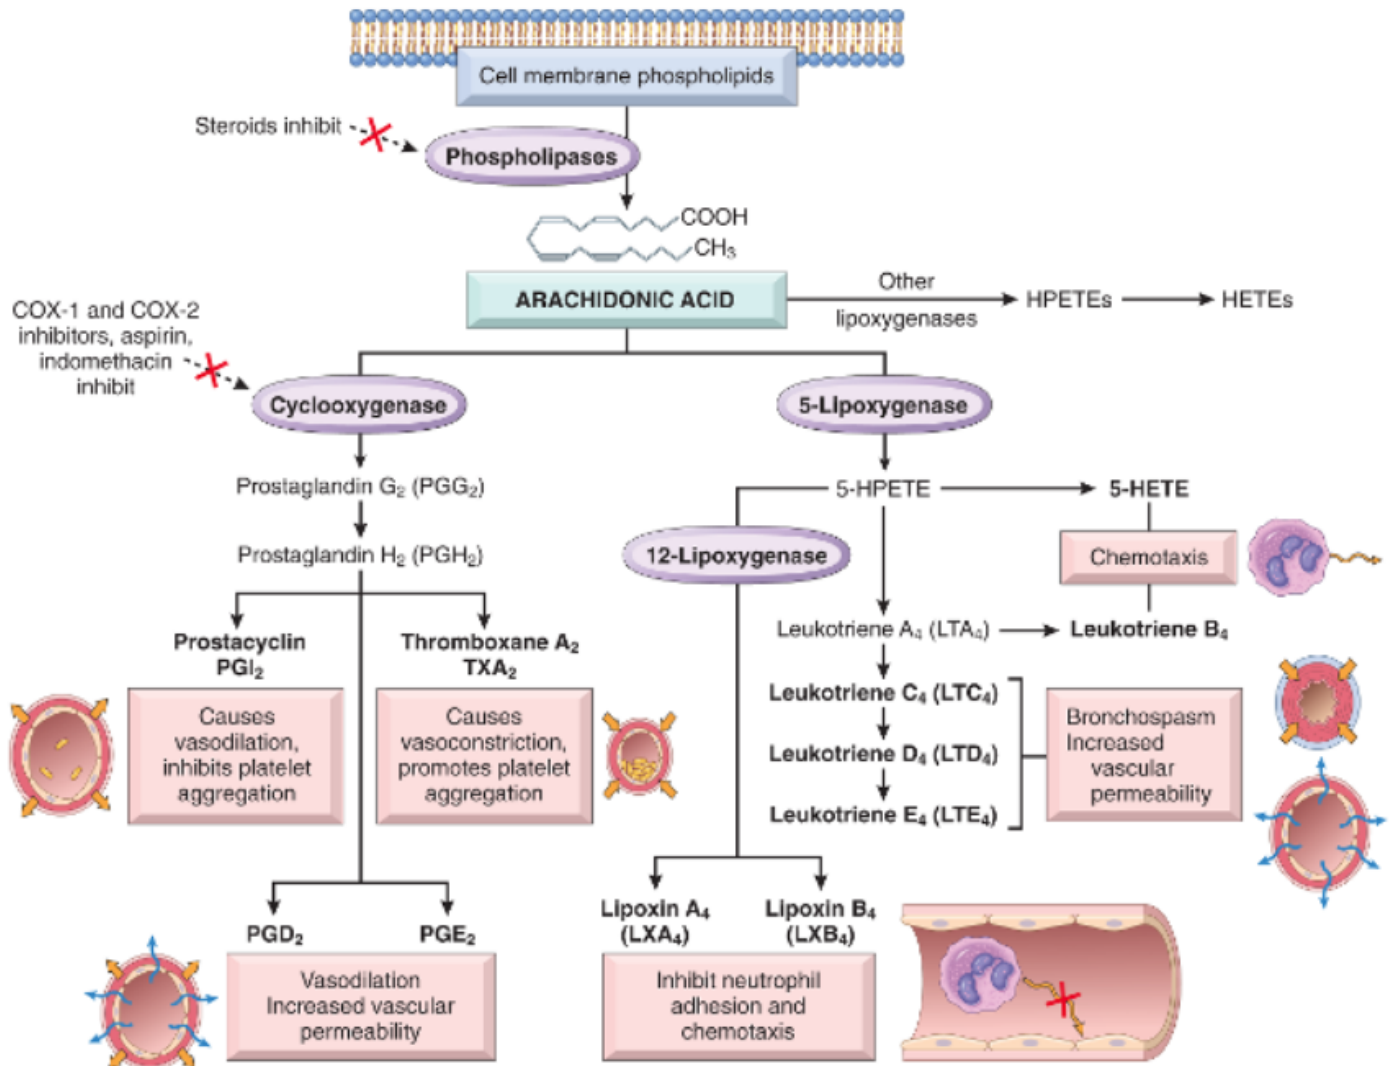 Cell membrane phospholipids
Steroids inhibit
Phospholipases
COOH
CH₃
ARACHIDONIC ACID
Other
lipoxygenases
HPETEs
HETEs
COX-1 and COX-2
inhibitors, aspirin,
indomethacin
inhibit
Cyclooxygenase
5-Lipoxygenase
Prostaglandin G₂ (PGG₂)
5-HPETE
5-HETE
Prostaglandin H₂ (PGH₂)
12-Lipoxygenase
Chemotaxis
Leukotriene A₄ (LTA₄)
Leukotriene B₄
Prostacyclin
PGI₂
Thromboxane A₂
TXA₂
Causes
vasodilation,
inhibits platelet
aggregation
Causes
vasoconstriction,
promotes platelet
aggregation
Leukotriene C₄ (LTC₄)
Leukotriene D₄ (LTD₄)
Leukotriene E₄ (LTE₄)
Bronchospasm
Increased
vascular
permeability
PGD₂
PGE₂
Vasodilation
Increased vascular
permeability
Lipoxin A₄
(LXA₄)
Lipoxin B₄
(LXB₄)
Inhibit neutrophil
adhesion and
chemotaxis